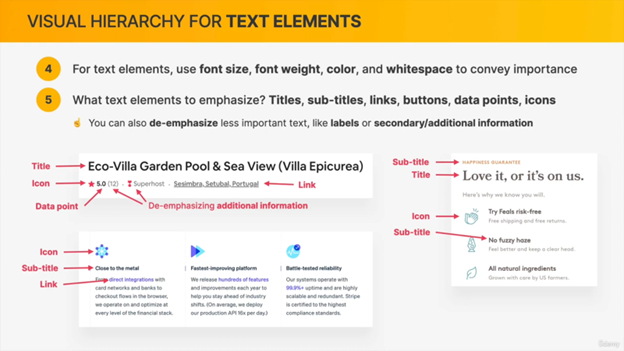 VISUAL HIERARCHY FOR TEXT ELEMENTS
4 For text elements, use font size, font weight, color, and whitespace to convey importance
5 What text elements to emphasize? Titles, sub-titles, links, buttons, data points, icons
☝ You can also de-emphasize less important text, like labels or secondary/additional information
Title
Eco-Villa Garden Pool & Sea View (Villa Epicurea)
Icon
★ 5.0 (12) · Superhost · Sesimbra, Setubal, Portugal
Link
Data point
De-emphasizing additional information
Icon
Sub-title
Close to the metal
Link
direct integrations with
card networks and banks to
checkout flows in the browser,
we operate on and optimize at
every level of the financial stack.
Fastest-improving platform
We release hundreds of features
and improvements each year to
help you stay ahead of industry
shifts. (On average, we deploy
our production API 16x per day.)
Battle-tested reliability
Our systems operate with
99.9%+ uptime and are highly
scalable and redundant. Stripe
is certified to the highest
compliance standards.
Sub-title
HAPPINESS GUARANTEE
Title
Love it, or it's on us.
Here's why we know you will.
Icon
Try Feals risk-free
Free shipping and free returns.
Sub-title
No fuzzy haze
Feel better and keep a clear head.
All natural ingredients
Grown with care by US farmers.
Udemy